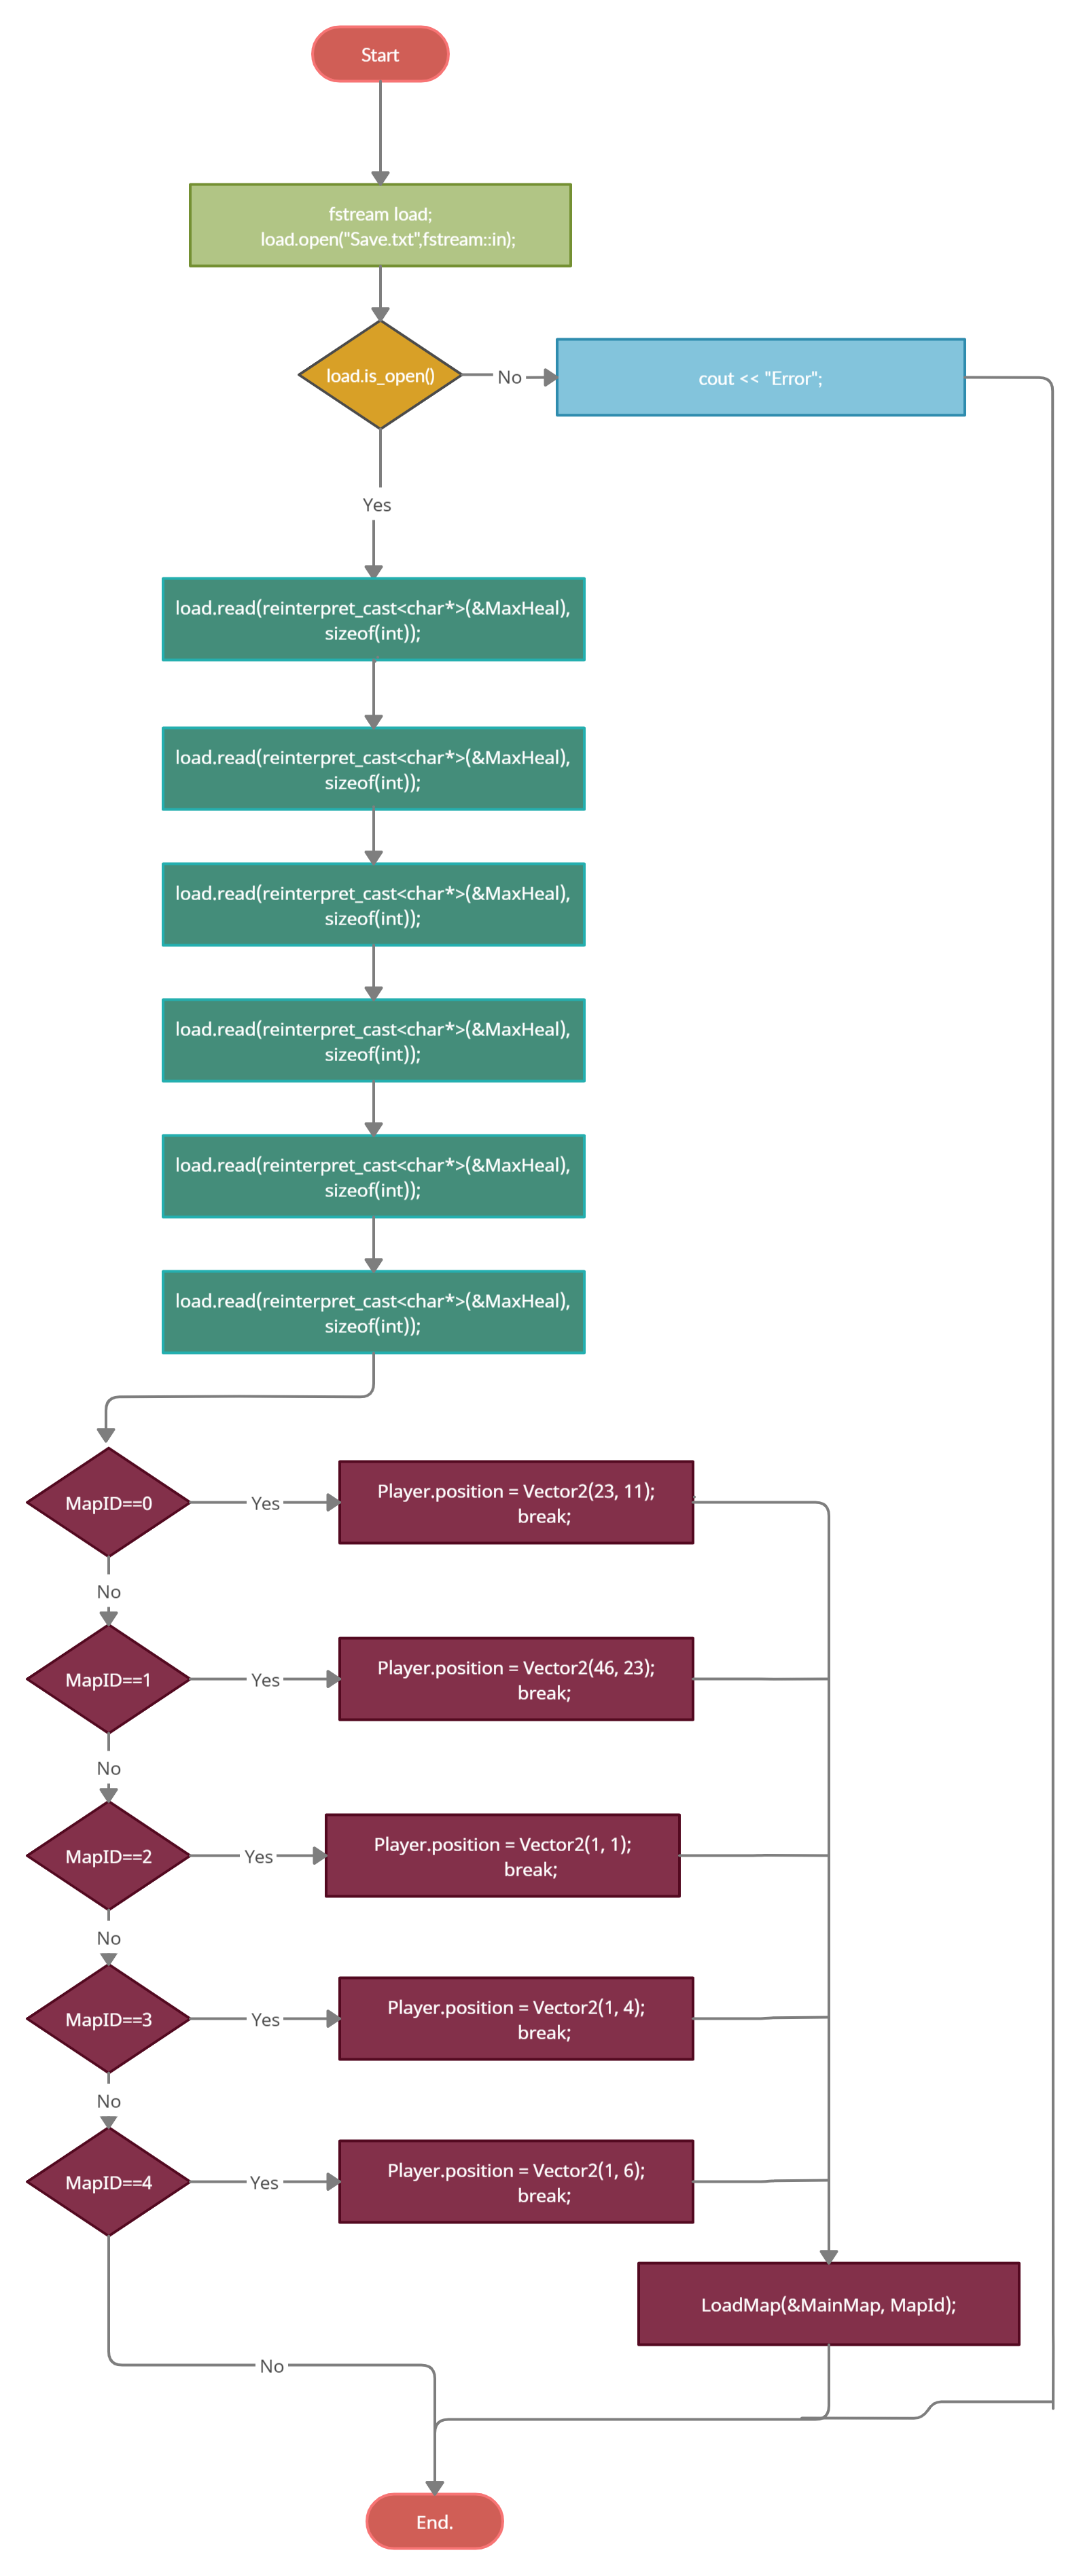 Start
fstream load;
load.open("Save.txt",fstream::in);
load.is_open()
No
cout << "Error";
Yes
load.read(reinterpret_cast<char*>(&MaxHeal),
sizeof(int));
load.read(reinterpret_cast<char*>(&MaxHeal),
sizeof(int));
load.read(reinterpret_cast<char*>(&MaxHeal),
sizeof(int));
load.read(reinterpret_cast<char*>(&MaxHeal),
sizeof(int));
load.read(reinterpret_cast<char*>(&MaxHeal),
sizeof(int));
load.read(reinterpret_cast<char*>(&MaxHeal),
sizeof(int));
MapID==0
Yes
Player.position = Vector2(23, 11);
break;
No
MapID==1
Yes
Player.position = Vector2(46, 23);
break;
No
MapID==2
Yes
Player.position = Vector2(1, 1);
break;
No
MapID==3
Yes
Player.position = Vector2(1, 4);
break;
No
MapID==4
Yes
Player.position = Vector2(1, 6);
break;
LoadMap(&MainMap, MapId);
No
End.